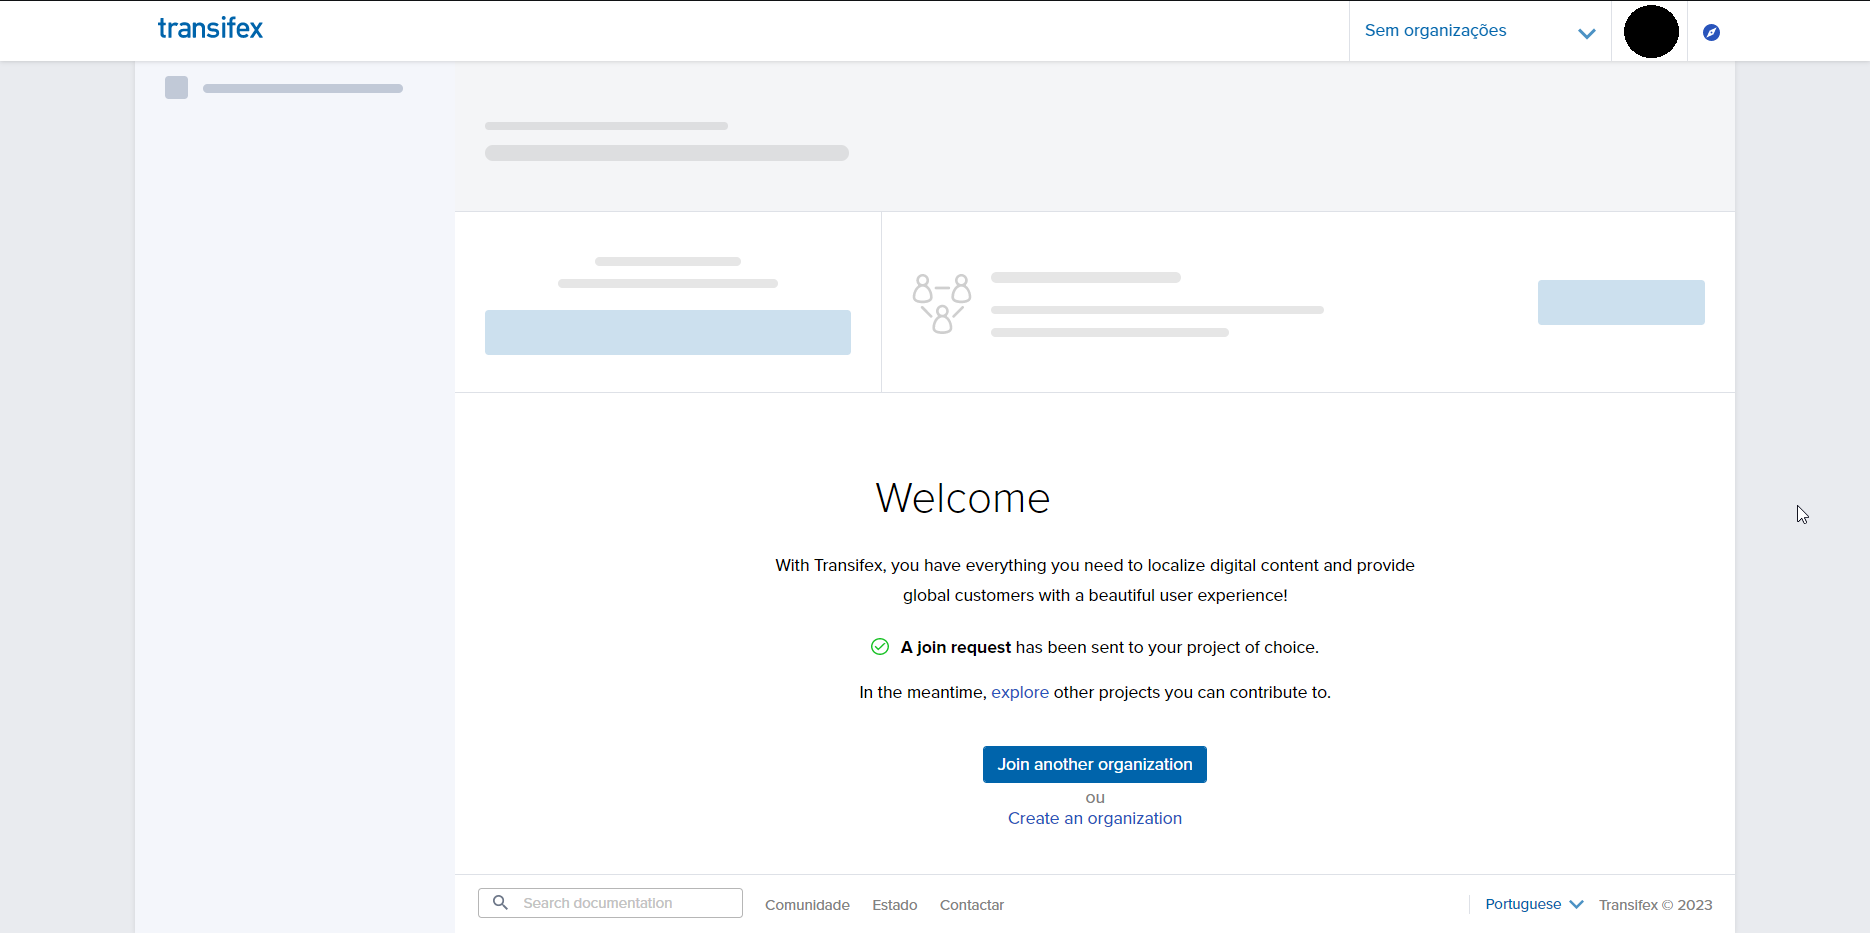 transifex
Sem organizações
Welcome
With Transifex, you have everything you need to localize digital content and provide
global customers with a beautiful user experience!
A join request has been sent to your project of choice.
In the meantime, explore other projects you can contribute to.
Join another organization
ou
Create an organization
Search documentation Comunidade Estado Contactar Portuguese Transifex © 2023